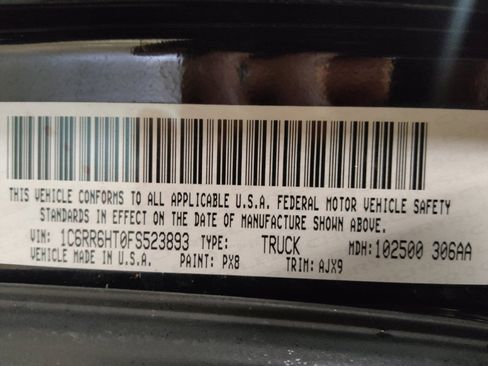 THIS VEHICLE CONFORMS TO ALL APPLICABLE U.S.A. FEDERAL MOTOR VEHICLE SAFETY
STANDARDS IN EFFECT ON THE DATE OF MANUFACTURE SHOWN ABOVE.
VIN: 1C6RR6HT0FS523893 TYPE: TRUCK MDH: 102500 306AA
VEHICLE MADE IN U.S.A. PAINT: PX8 TRIM: AJX9